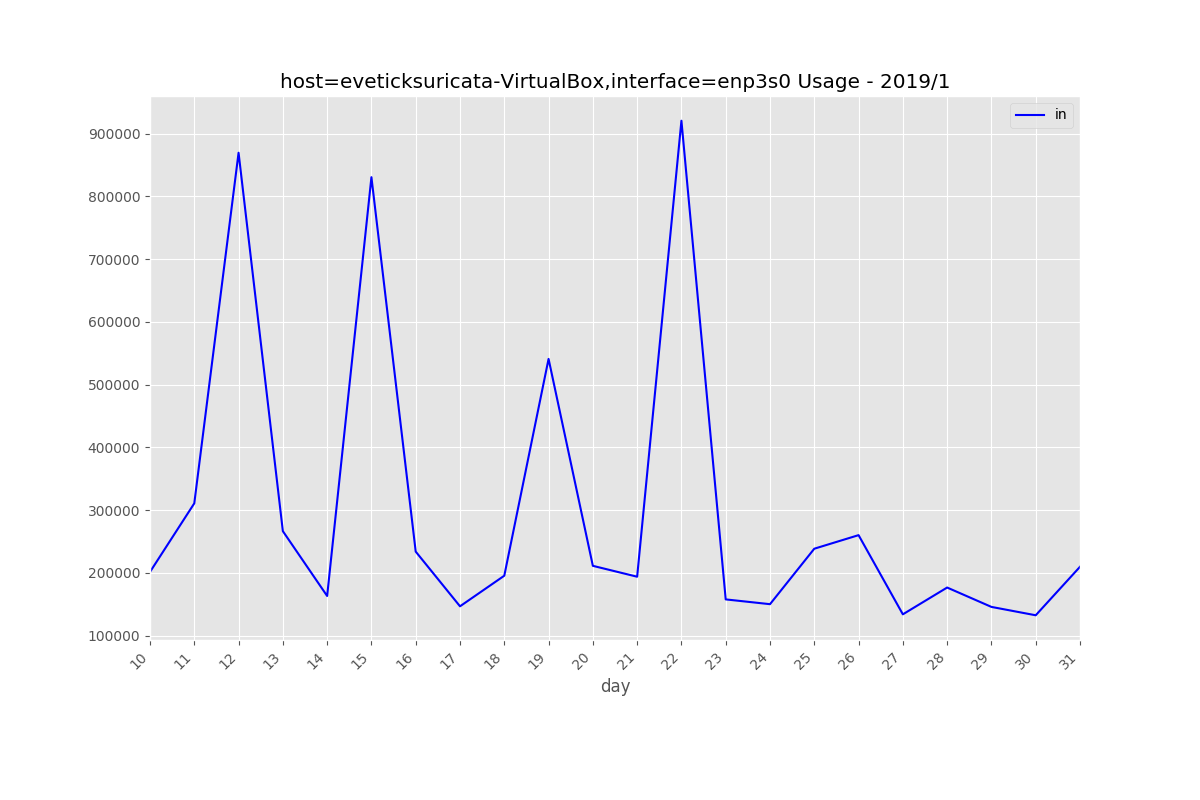 host=eveticksuricata-VirtualBox,interface=enp3s0 Usage - 2019/1
in
900000
800000
700000
600000
500000
400000
300000
200000
100000
10 11 12 13 14 15 16 17 18 19 20 21 22 23 24 25 26 27 28 29 30 31
day